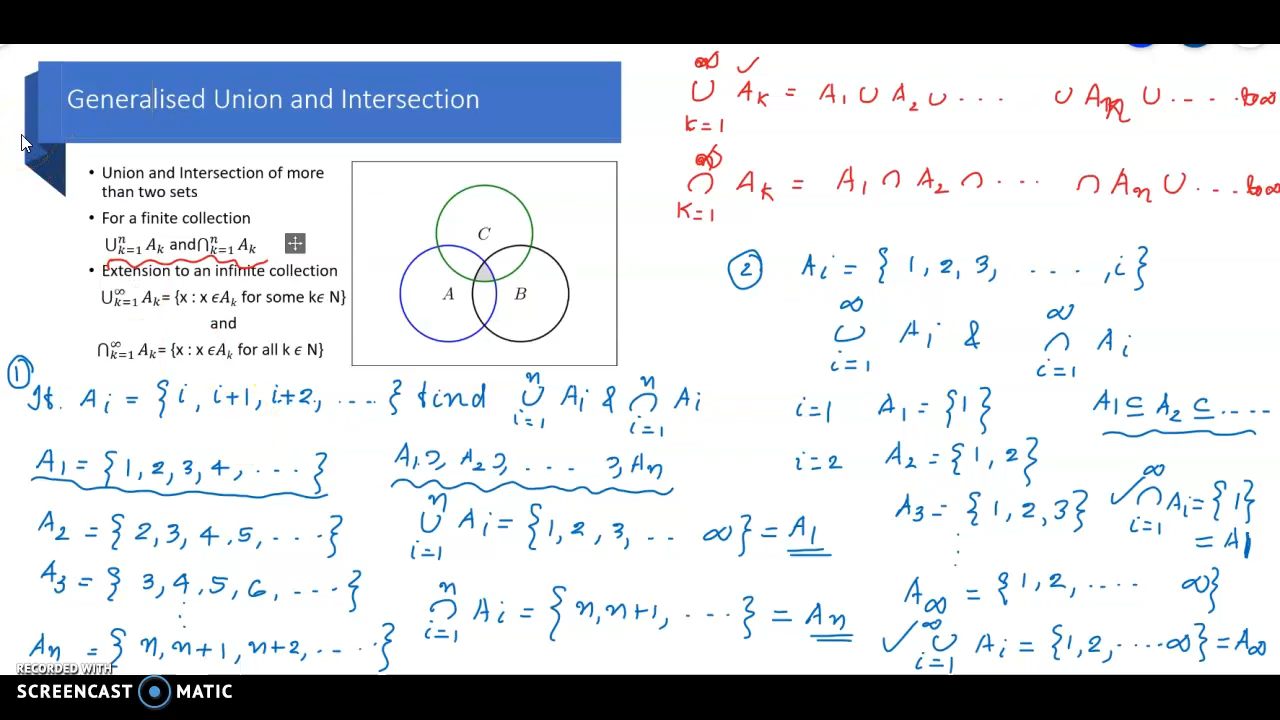 Generalised Union and Intersection
• Union and Intersection of more
than two sets
• For a finite collection
⋃ⁿₖ₌₁ Aₖ and ⋂ⁿₖ₌₁ Aₖ
• Extension to an infinite collection
⋃^∞ₖ₌₁ Aₖ= {x : x ϵAₖ for some kϵ N}
and
⋂^∞ₖ₌₁ Aₖ= {x : x ϵAₖ for all k ϵ N}
C
A
B
∞
∪ Aₖ = A₁ ∪ A₂ ∪ ... ∪ ∪ ... to ∞
k=1
∞
∩ Aₖ = A₁ ∩ A₂ ∩ ... ∩ Aₙ ∪ ... to ∞
k=1
① If Aᵢ = {i, i+1, i+2, ....} find ⋃ⁿᵢ₌₁ Aᵢ & ⋂ⁿᵢ₌₁ Aᵢ
A₁ = {1, 2, 3, 4, ...}
A₂ = {2, 3, 4, 5, ...}
A₃ = {3, 4, 5, 6, ...}
⋮
Aₙ = {n, n+1, n+2, ....}
A₁ ⊃, A₂ ⊃, .... ⊃, Aₙ
⋃ⁿᵢ₌₁ Aᵢ = {1, 2, 3, .. ∞} = A₁
⋂ⁿᵢ₌₁ Aᵢ = {n, n+1, ...} = Aₙ
② Aᵢ = {1, 2, 3, ...., i}
⋃^∞ᵢ₌₁ Aᵢ & ⋂^∞ᵢ₌₁ Aᵢ
i=1 A₁ = {1}
i=2 A₂ = {1, 2}
A₃ = {1, 2, 3}
⋮
A∞ = {1, 2, .... ∞}
✓ ⋃^∞ᵢ₌₁ Aᵢ = {1, 2, ....∞} = A∞
A₁ ⊆ A₂ ⊆ ....
✓ ⋂^∞ᵢ₌₁ Aᵢ = {1}
= A₁
RECORDED WITH
SCREENCAST MATIC